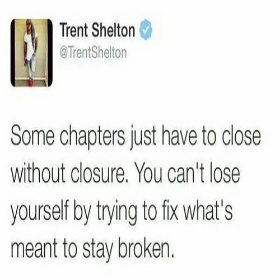 Trent Shelton
@TrentShelton
Some chapters just have to close
without closure. You can't lose
yourself by trying to fix what's
meant to stay broken.